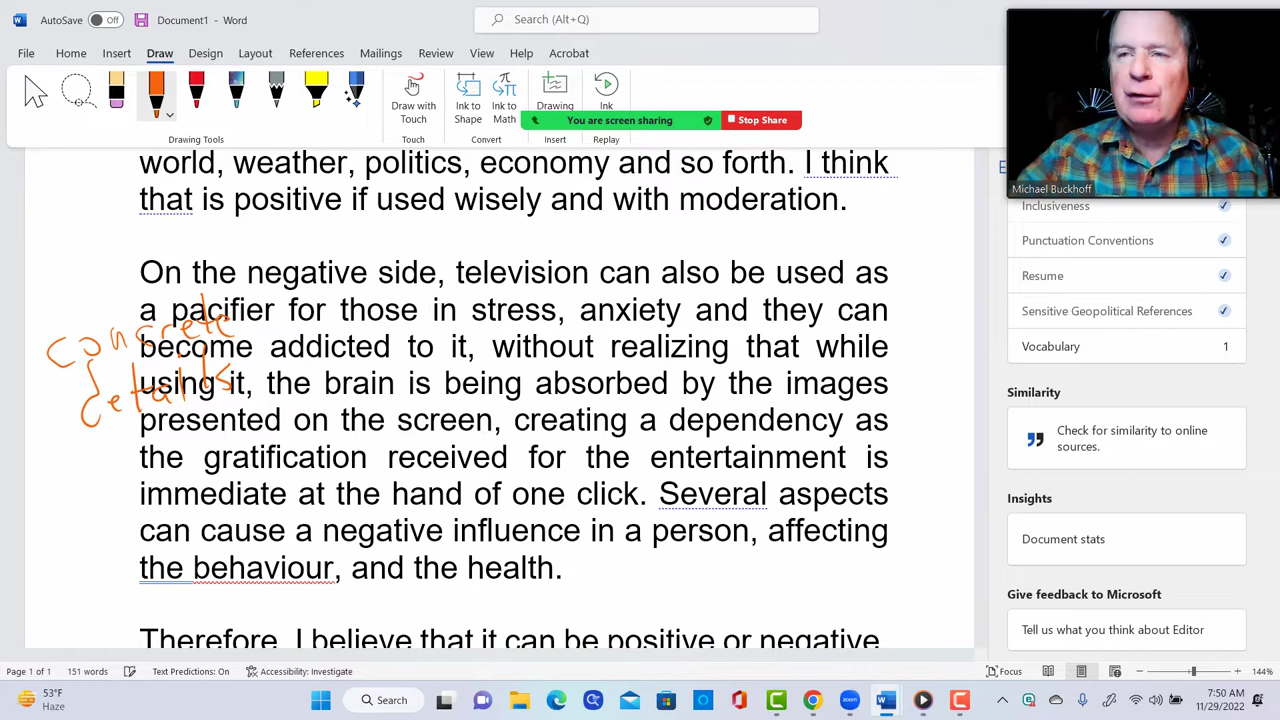 AutoSave Off Document1 - Word Search (Alt+Q)
File Home Insert Draw Design Layout References Mailings Review View Help Acrobat
Draw with Touch
Ink to Shape
Ink to Math
Drawing
Ink
Drawing Tools Touch Convert Insert Replay
You are screen sharing Stop Share
Michael Buckhoff
world, weather, politics, economy and so forth. I think
that is positive if used wisely and with moderation.
On the negative side, television can also be used as
a pacifier for those in stress, anxiety and they can
become addicted to it, without realizing that while
using it, the brain is being absorbed by the images
presented on the screen, creating a dependency as
the gratification received for the entertainment is
immediate at the hand of one click. Several aspects
can cause a negative influence in a person, affecting
the behaviour, and the health.
Therefore, I believe that it can be positive or negative
concrete
details
Inclusiveness
Punctuation Conventions
Resume
Sensitive Geopolitical References
Vocabulary 1
Similarity
Check for similarity to online
sources.
Insights
Document stats
Give feedback to Microsoft
Tell us what you think about Editor
Page 1 of 1 151 words Text Predictions: On Accessibility: Investigate Focus 144%
53°F
Haze
Search
7:50 AM
11/29/2022